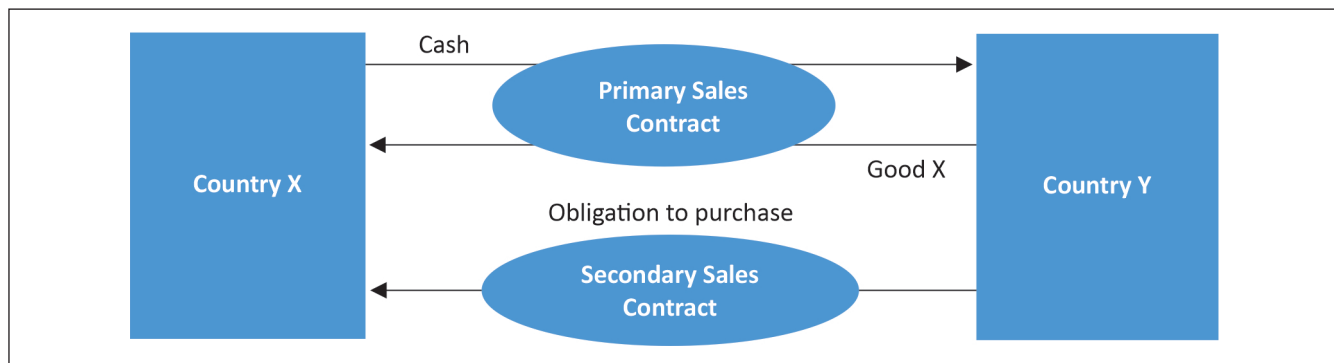 Cash
Primary Sales
Contract
Good X
Country X
Country Y
Obligation to purchase
Secondary Sales
Contract